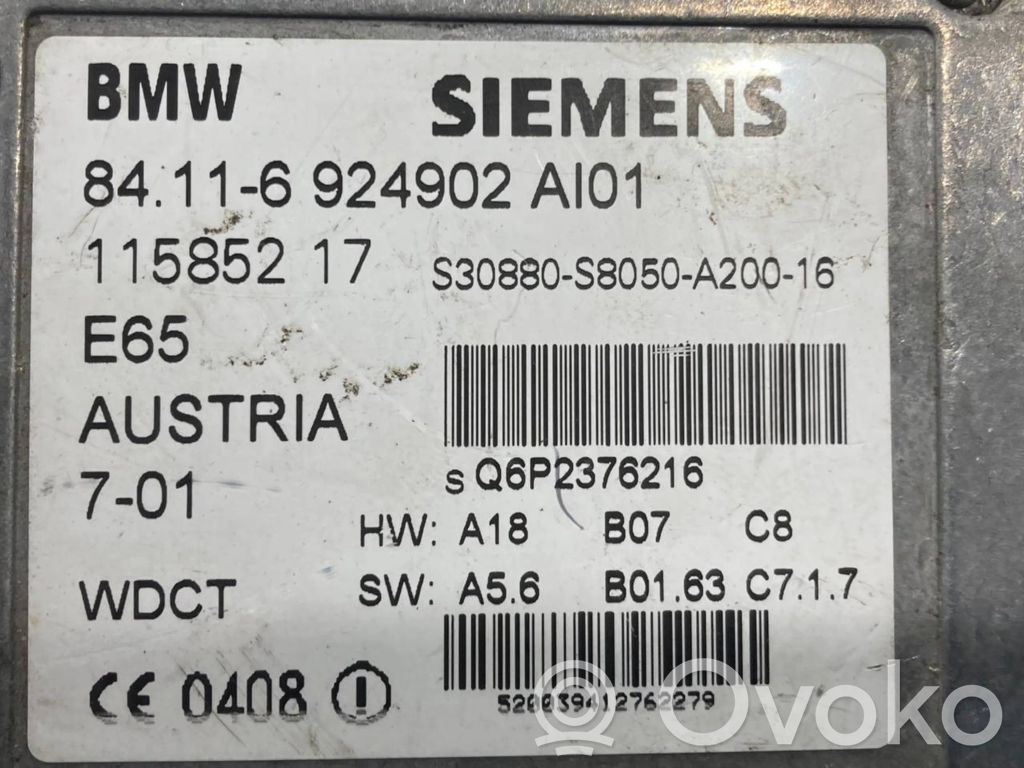 BMW SIEMENS
84.11-6 924902 AI01
115852 17 S30880-S8050-A200-16
E65
AUSTRIA
s Q6P2376216
7-01
HW: A18 B07 C8
WDCT SW: A5.6 B01.63 C7.1.7
CE 0408
520039412762279
Ovoko